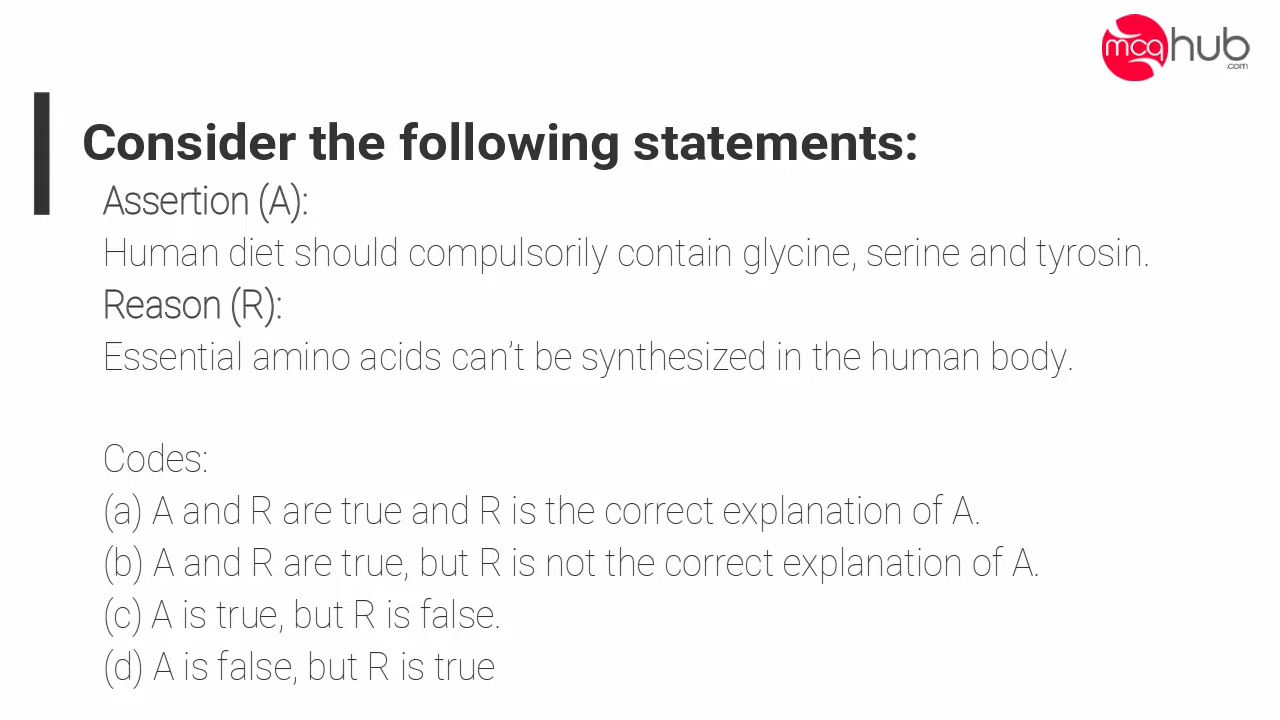 mcqhub
.com
Consider the following statements:
Assertion (A):
Human diet should compulsorily contain glycine, serine and tyrosin.
Reason (R):
Essential amino acids can’t be synthesized in the human body.
Codes:
(a) A and R are true and R is the correct explanation of A.
(b) A and R are true, but R is not the correct explanation of A.
(c) A is true, but R is false.
(d) A is false, but R is true